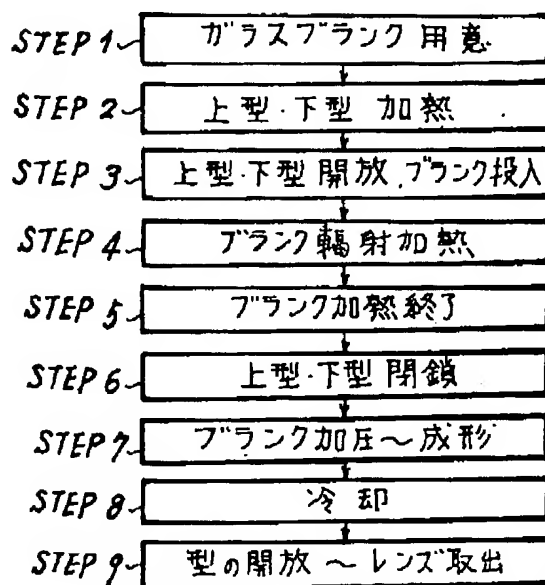 STEP 1 ガラスブランク用意
STEP 2 上型・下型 加熱
STEP 3 上型・下型開放、ブランク投入
STEP 4 ブランク輻射加熱
STEP 5 ブランク加熱終了
STEP 6 上型・下型閉鎖
STEP 7 ブランク加圧～成形
STEP 8 冷却
STEP 9 型の開放～レンズ取出